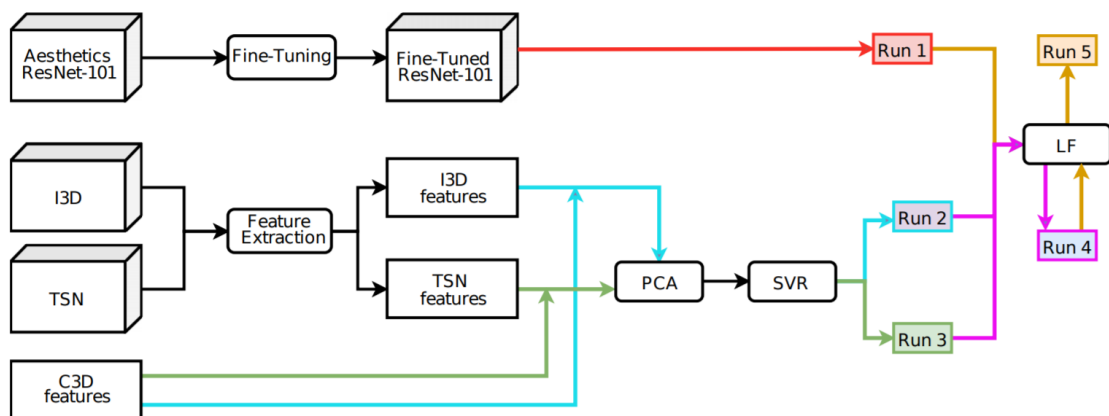 Aesthetics
ResNet-101
Fine-Tuning
Fine-Tuned
ResNet-101
Run 1
Run 5
LF
I3D
I3D
features
Feature
Extraction
Run 2
Run 4
TSN
TSN
features
PCA
SVR
Run 3
C3D
features